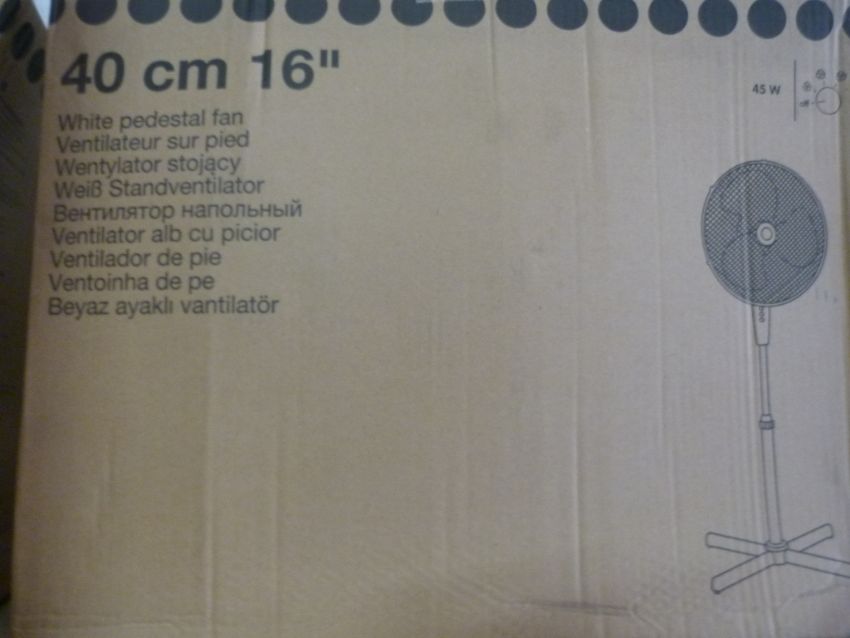 40 cm 16"
White pedestal fan
Ventilateur sur pied
Wentylator stojący
Weiß Standventilator
Вентилятор напольный
Ventilator alb cu picior
Ventilador de pie
Ventoinha de pe
Beyaz ayaklı vantilatör
45 W